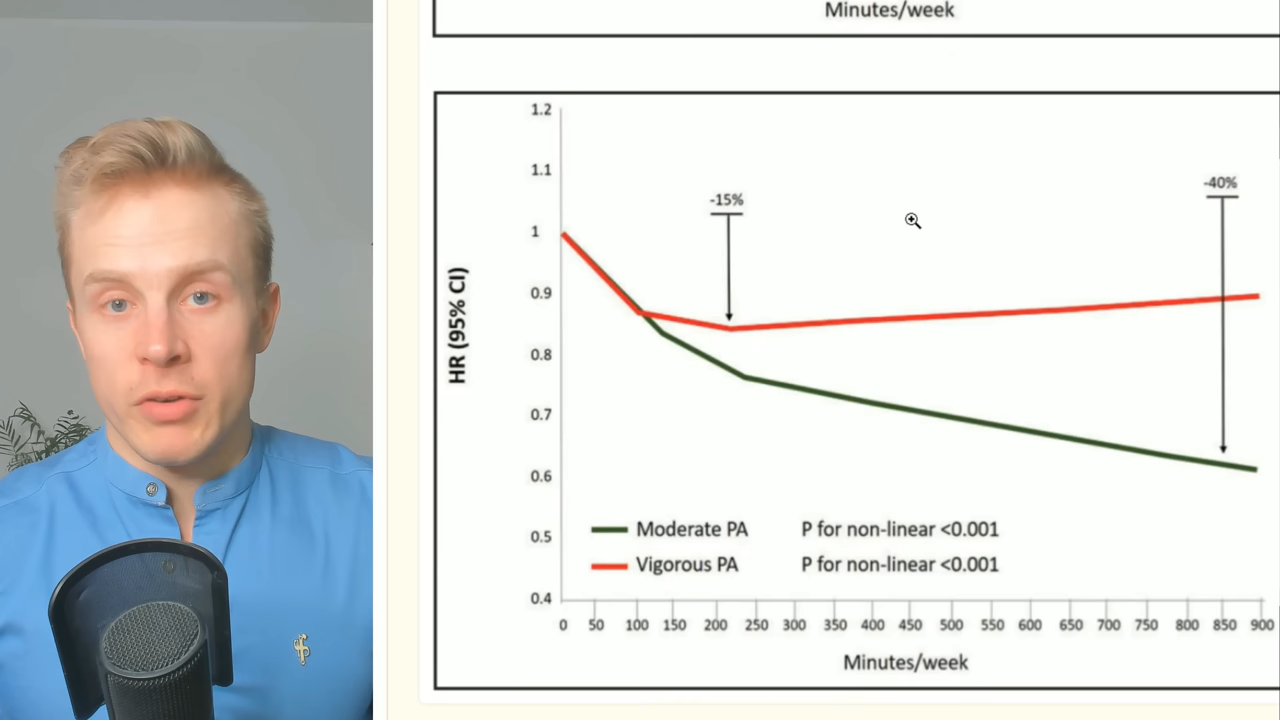 Minutes/week
1.2
1.1
1
0.9
0.8
0.7
0.6
0.5
0.4
HR (95% CI)
-15%
-40%
Moderate PA P for non-linear <0.001
Vigorous PA P for non-linear <0.001
0 50 100 150 200 250 300 350 400 450 500 550 600 650 700 750 800 850 900
Minutes/week